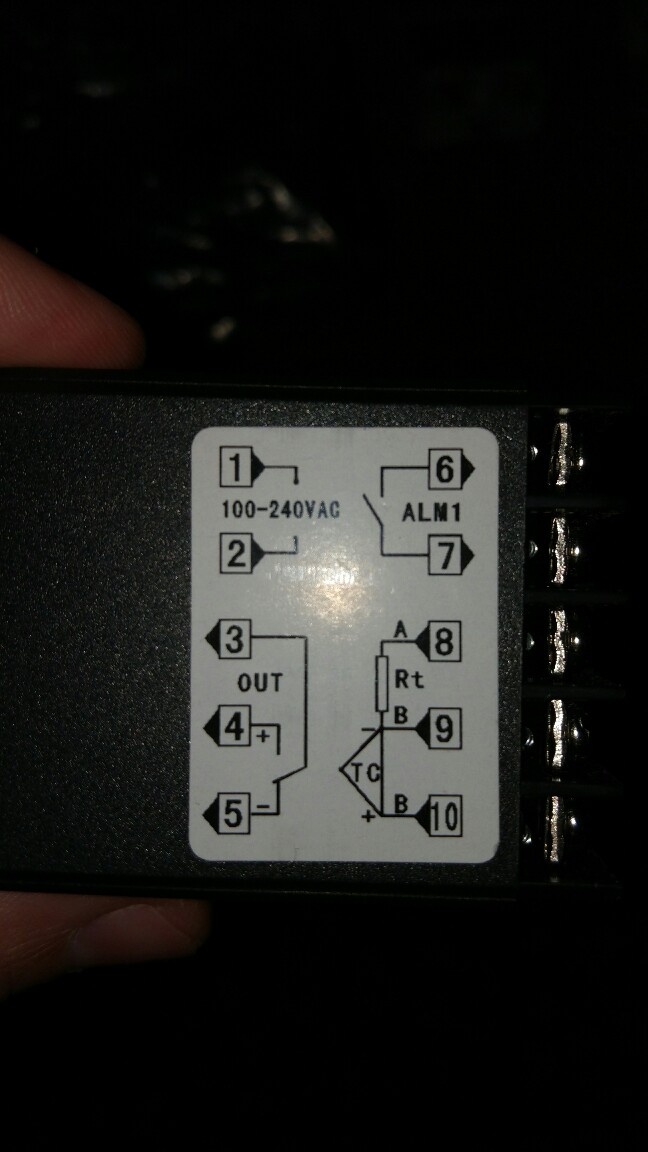 1 6
100-240VAC ALM1
2 7
3 A 8
OUT Rt
4 + - B 9
TC
5 - + B 10